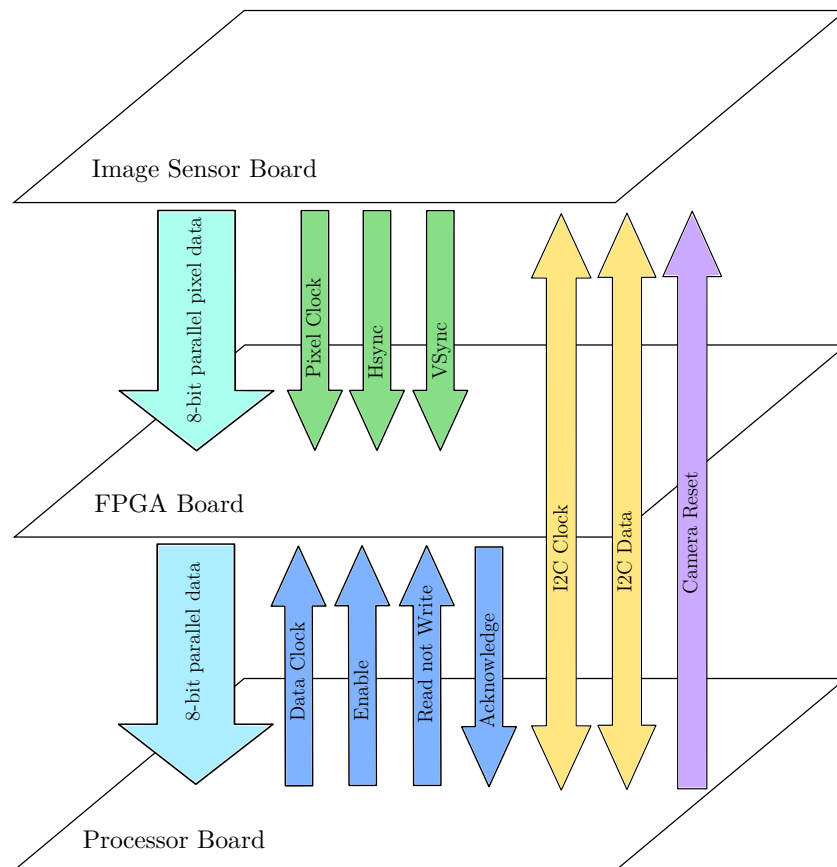 Image Sensor Board
8-bit parallel pixel data
Pixel Clock
Hsync
VSync
FPGA Board
8-bit parallel data
Data Clock
Enable
Read not Write
Acknowledge
I2C Clock
I2C Data
Camera Reset
Processor Board